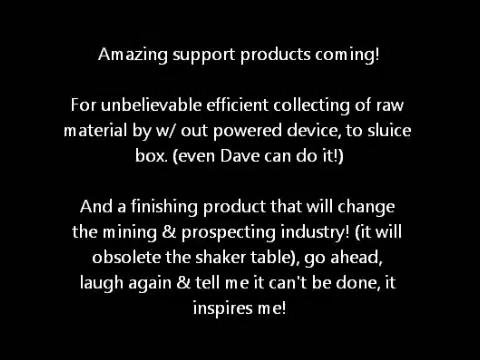 Amazing support products coming!
For unbelievable efficient collecting of raw
material by w/ out powered device, to sluice
box. (even Dave can do it!)
And a finishing product that will change
the mining & prospecting industry! (it will
obsolete the shaker table), go ahead,
laugh again & tell me it can't be done, it
inspires me!